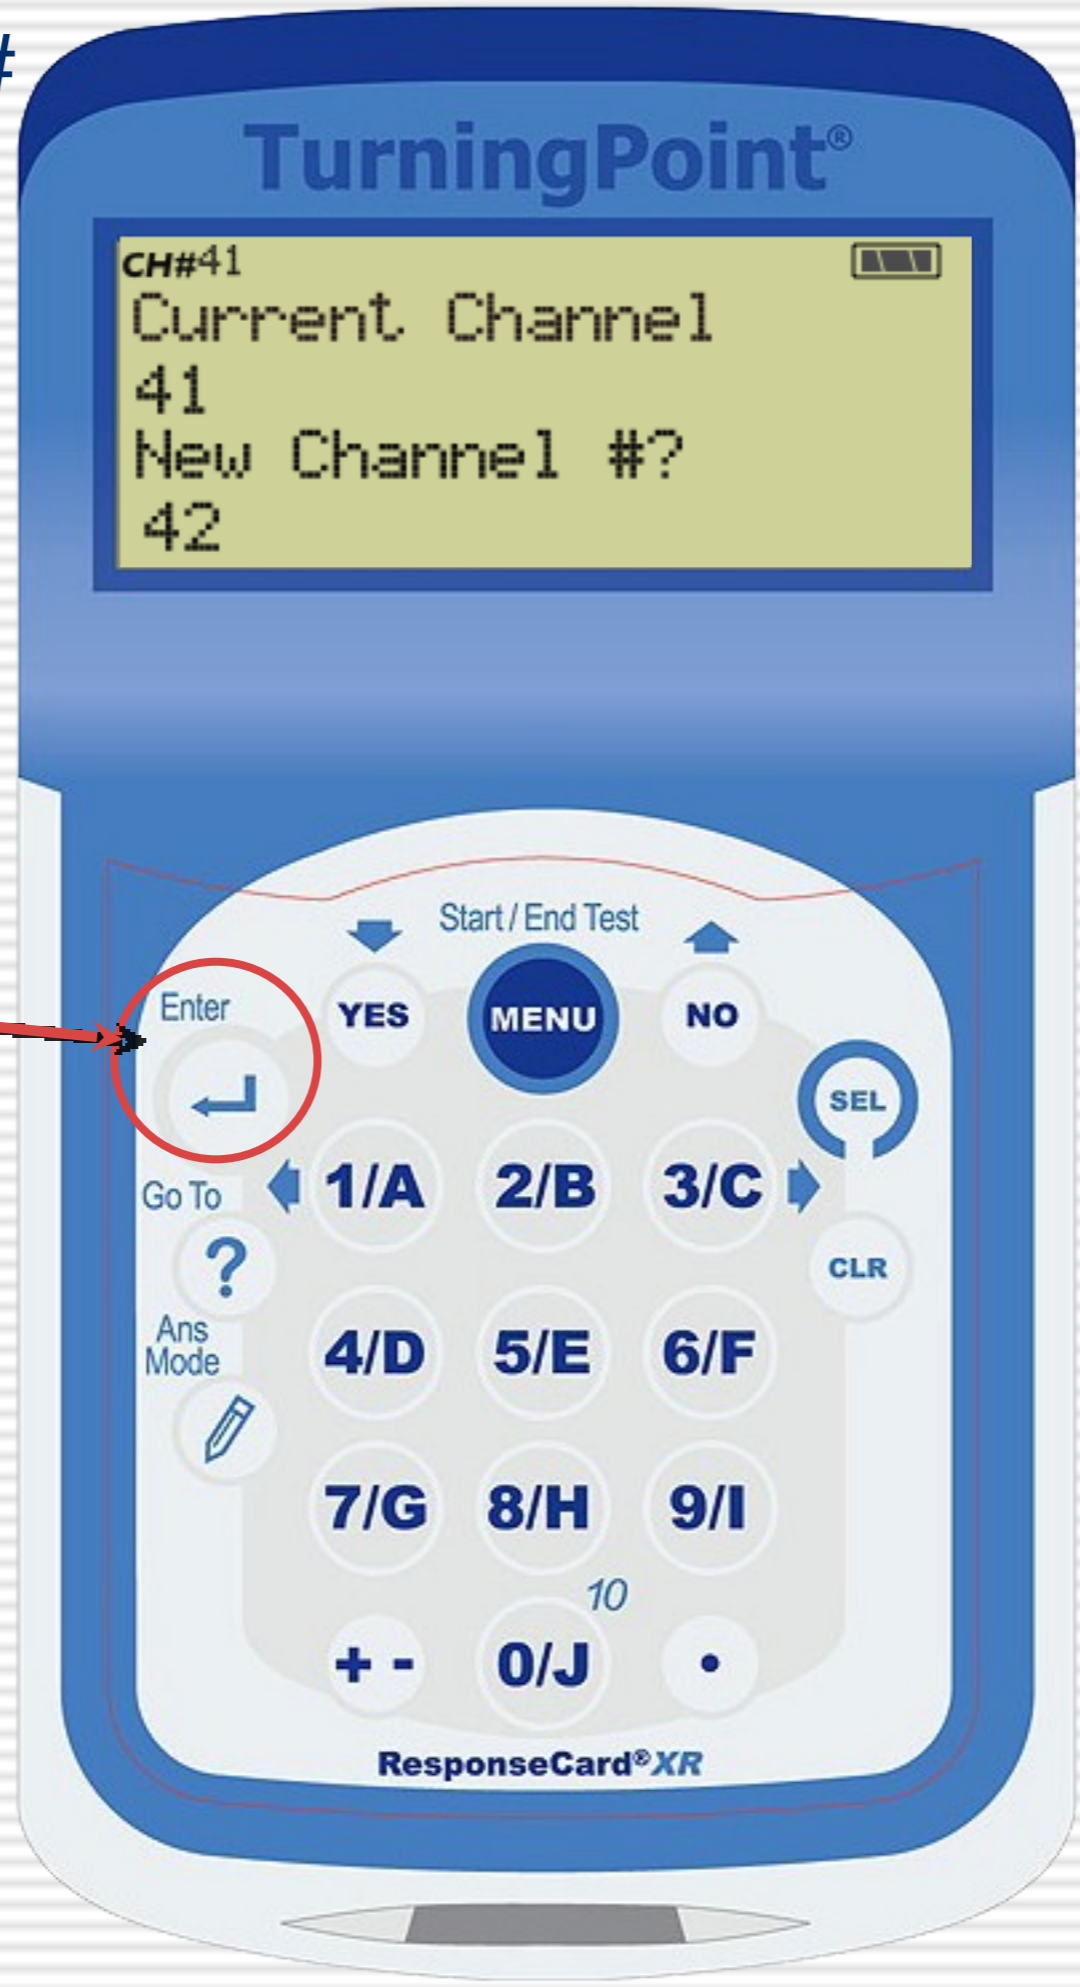 #
TurningPoint®
CH#41
Current Channel
41
New Channel #?
42
Start / End Test
Enter
YES
MENU
NO
SEL
Go To
1/A
2/B
3/C
?
CLR
Ans
Mode
4/D
5/E
6/F
7/G
8/H
9/I
10
+ -
0/J
•
ResponseCard®XR